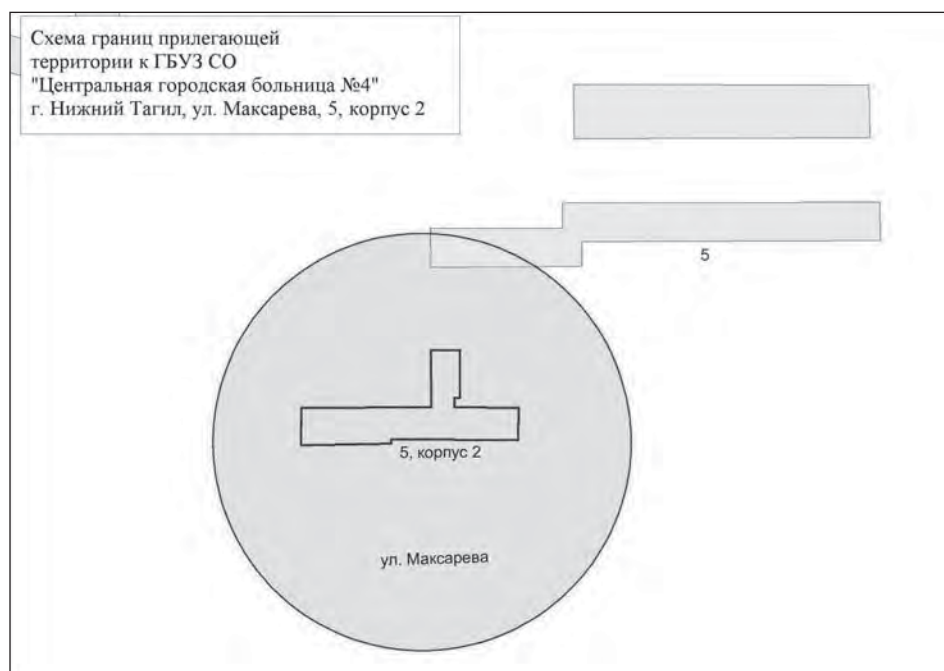 Схема границ прилегающей
территории к ГБУЗ СО
"Центральная городская больница №4"
г. Нижний Тагил, ул. Максарева, 5, корпус 2
5
5, корпус 2
ул. Максарева